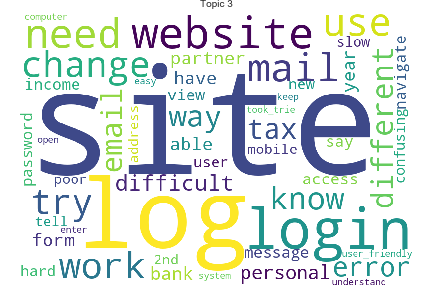 Topic 3
computer
need
website
use
mail
slow
partner
change
income
have
view
new
year
navigate
confusing
different
easy
keep
took_trie
site
email
address
way
tax
able
user
mobile
say
password
open
poor
difficult
try
log
login
know
access
tell
enter
form
work
2nd
bank
message
personal
error
user_friendly
hard
system
understand